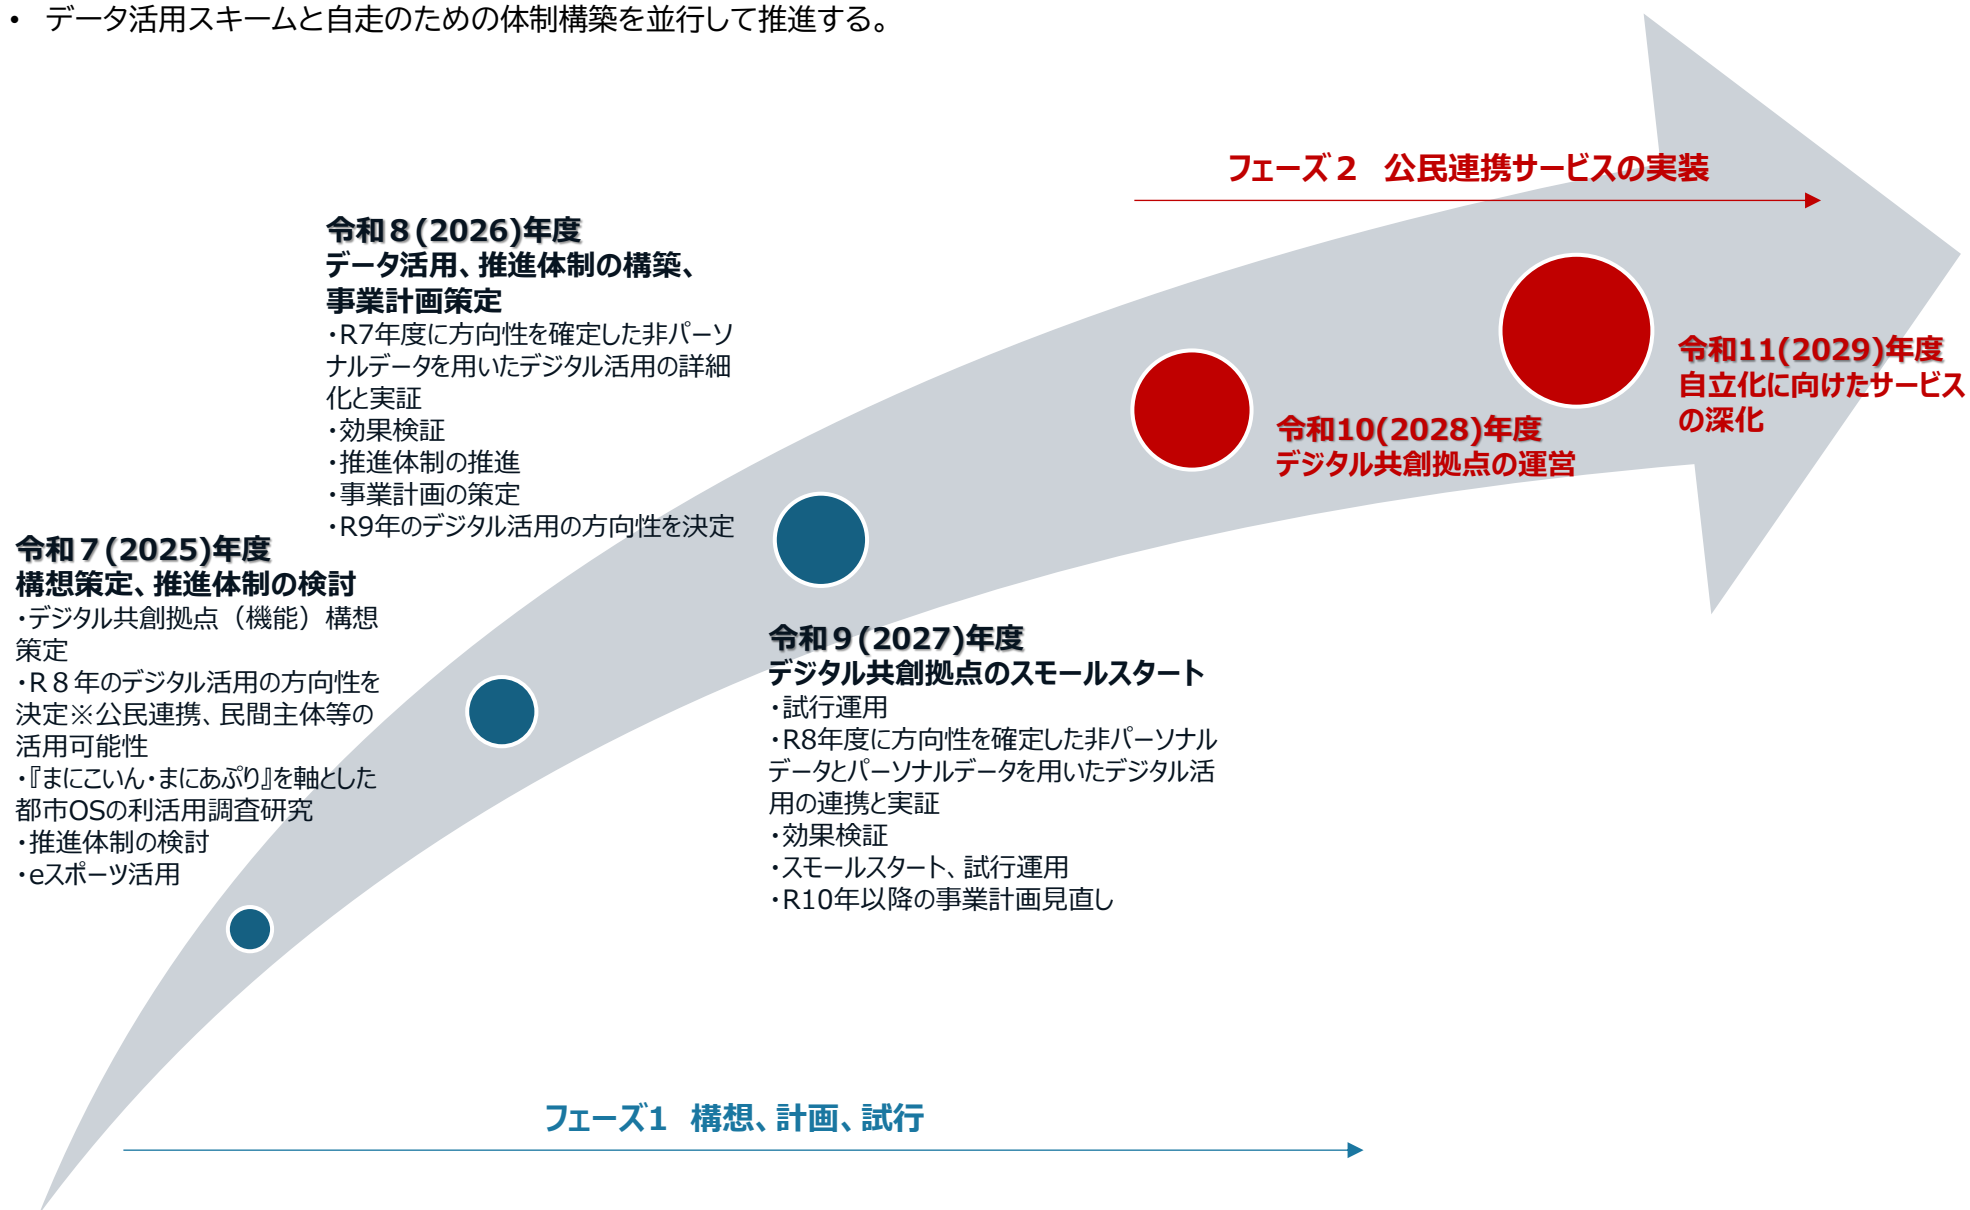 • データ活用スキームと自走のための体制構築を並行して推進する。
フェーズ２　公民連携サービスの実装
令和８(2026)年度
データ活用、推進体制の構築、
事業計画策定
・R7年度に方向性を確定した非パーソ
ナルデータを用いたデジタル活用の詳細
化と実証
・効果検証
・推進体制の推進
・事業計画の策定
・R9年のデジタル活用の方向性を決定
令和11(2029)年度
自立化に向けたサービス
の深化
令和10(2028)年度
デジタル共創拠点の運営
令和７(2025)年度
構想策定、推進体制の検討
・デジタル共創拠点（機能）構想
策定
・R８年のデジタル活用の方向性を
決定※公民連携、民間主体等の
活用可能性
・『まにこいん・まにあぷり』を軸とした
都市OSの利活用調査研究
・推進体制の検討
・eスポーツ活用
令和９(2027)年度
デジタル共創拠点のスモールスタート
・試行運用
・R8年度に方向性を確定した非パーソナル
データとパーソナルデータを用いたデジタル活
用の連携と実証
・効果検証
・スモールスタート、試行運用
・R10年以降の事業計画見直し
フェーズ1　構想、計画、試行